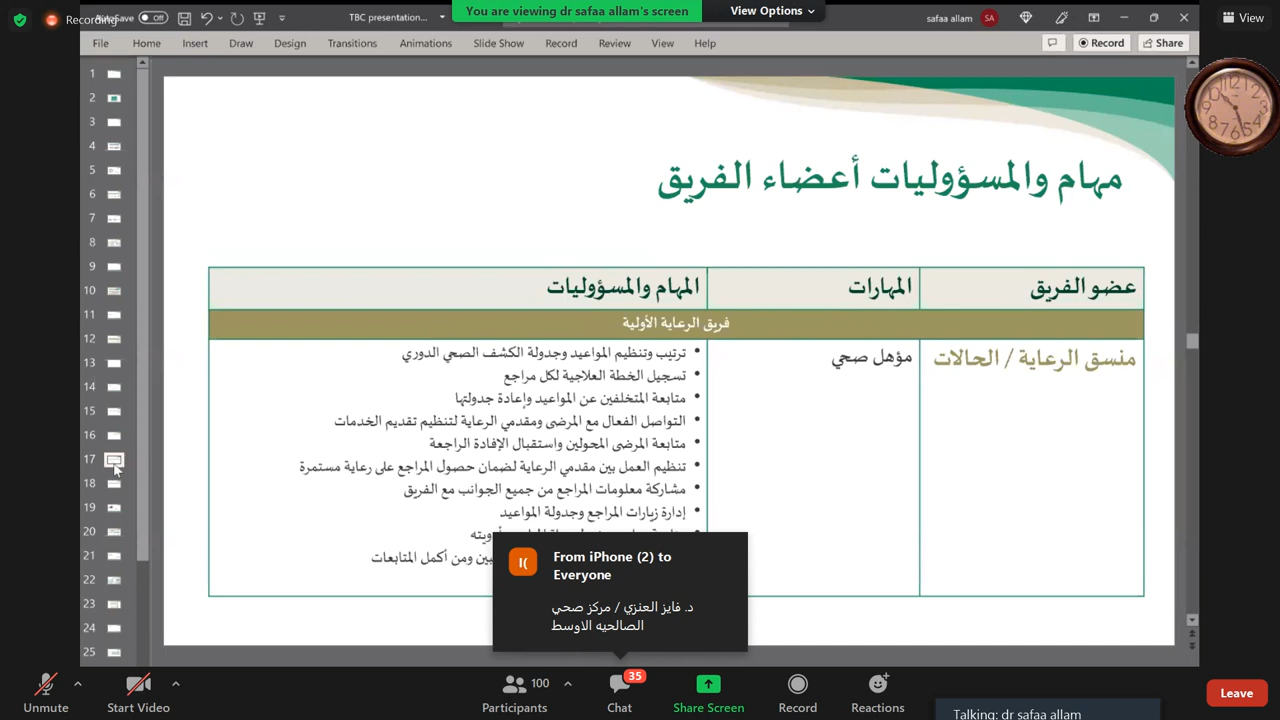 Recording
AutoSave Off
TBC presentation...
You are viewing dr safaa allam's screen
View Options
safaa allam
SA
View
File Home Insert Draw Design Transitions Animations Slide Show Record Review View Help
Record
Share
1
2
3
4
5
6
7
8
9
10
11
12
13
14
15
16
17
18
19
20
21
22
23
24
25
مهام والمسؤوليات أعضاء الفريق
عضو الفريق المهارات المهام والمسؤوليات
فريق الرعاية الأولية
منسق الرعاية / الحالات
مؤهل صحي
• ترتيب وتنظيم المواعيد وجدولة الكشف الصحي الدوري
• تسجيل الخطة العلاجية لكل مراجع
• متابعة المتخلفين عن المواعيد وإعادة جدولتها
• التواصل الفعال مع المرضى ومقدمي الرعاية لتنظيم تقديم الخدمات
• متابعة المرضى المحولين واستقبال الإفادة الراجعة
• تنظيم العمل بين مقدمي الرعاية لضمان حصول المراجع على رعاية مستمرة
• مشاركة معلومات المراجع من جميع الجوانب مع الفريق
• إدارة زيارات المراجع وجدولة المواعيد
ومن أكمل المتابعات
I(
From iPhone (2) to
Everyone
د. فايز العنزي / مركز صحي
الصالحيه الاوسط
Unmute
Start Video
100
Participants
35
Chat
Share Screen
Record
Reactions
Leave
Talking: dr safaa allam